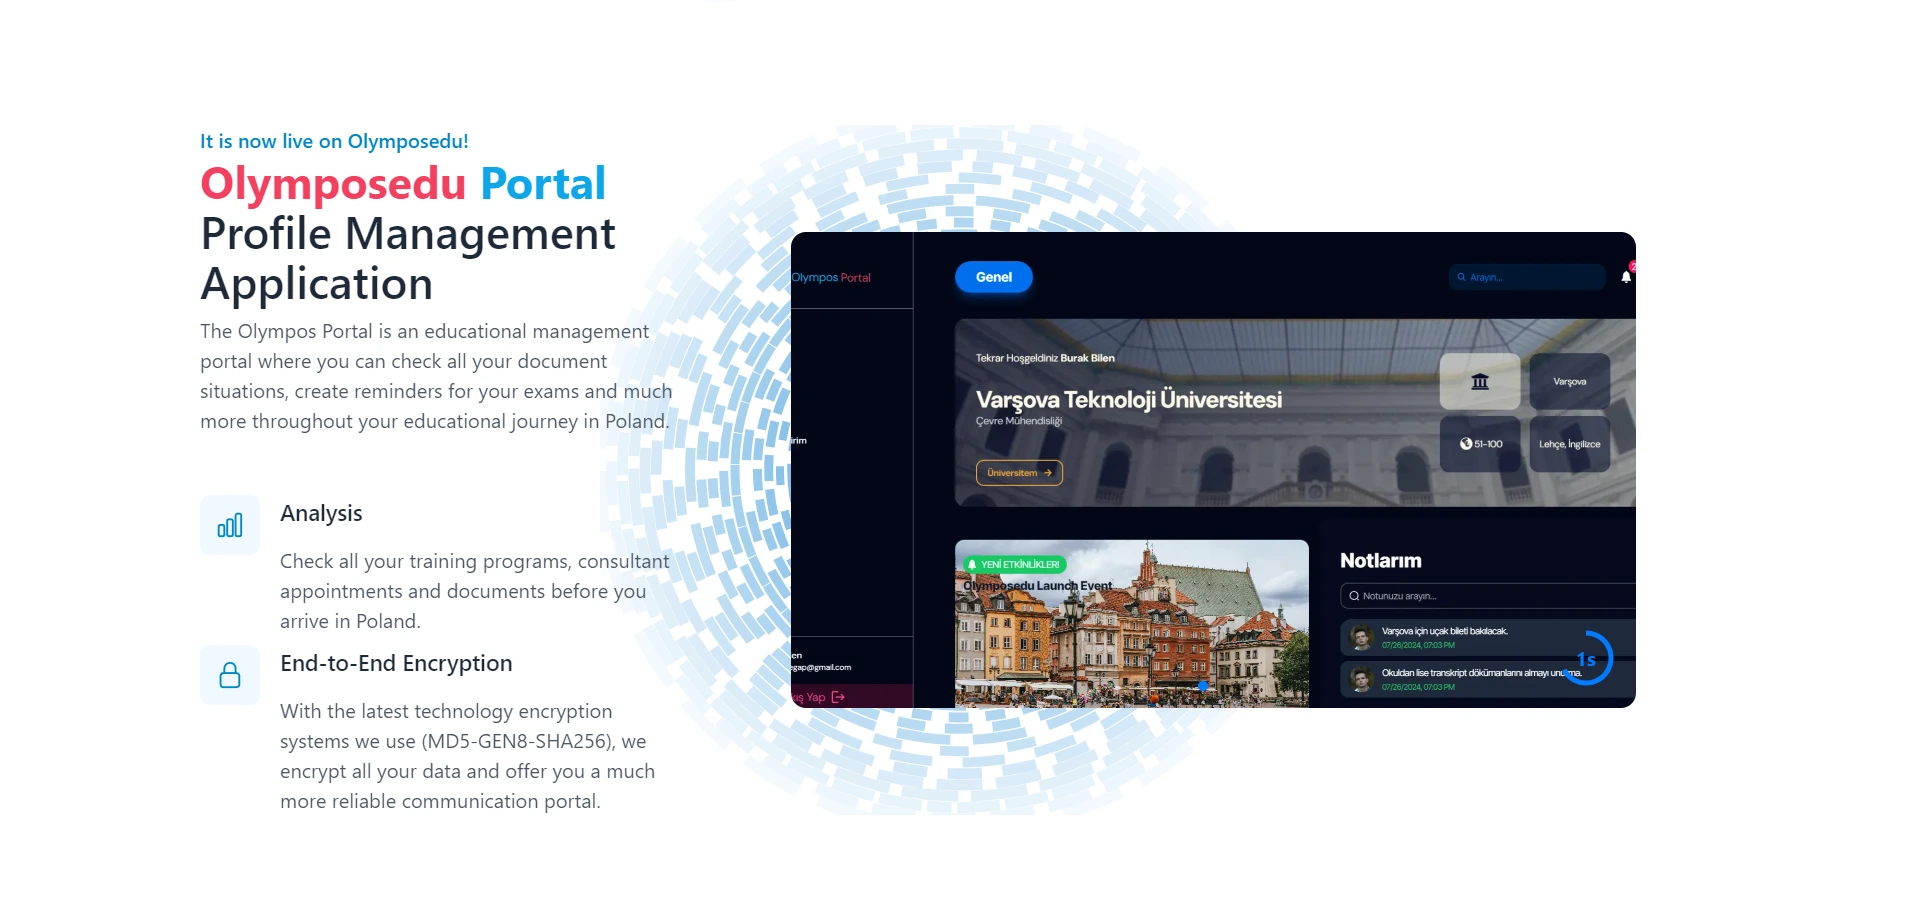 It is now live on Olymposedu!
Olymposedu Portal
Profile Management
Application
The Olympos Portal is an educational management
portal where you can check all your document
situations, create reminders for your exams and much
more throughout your educational journey in Poland.
Analysis
Check all your training programs, consultant
appointments and documents before you
arrive in Poland.
End-to-End Encryption
With the latest technology encryption
systems we use (MD5-GEN8-SHA256), we
encrypt all your data and offer you a much
more reliable communication portal.
Olympos Portal
irim
en
egap@gmail.com
kış Yap
Genel
Arayın...
2
Tekrar Hoşgeldiniz Burak Bilen
Varşova Teknoloji Üniversitesi
Çevre Mühendisliği
Üniversitem
Varşova
51-100
Lehçe, İngilizce
YENİ ETKİNLİKLER!
Olymposedu Launch Event
Notlarım
Notunuzu arayın...
Varşova için uçak bileti bakılacak.
07/26/2024, 07:03 PM
Okuldan lise transkript dökümanlarını almayı unutma.
07/26/2024, 07:03 PM
1s